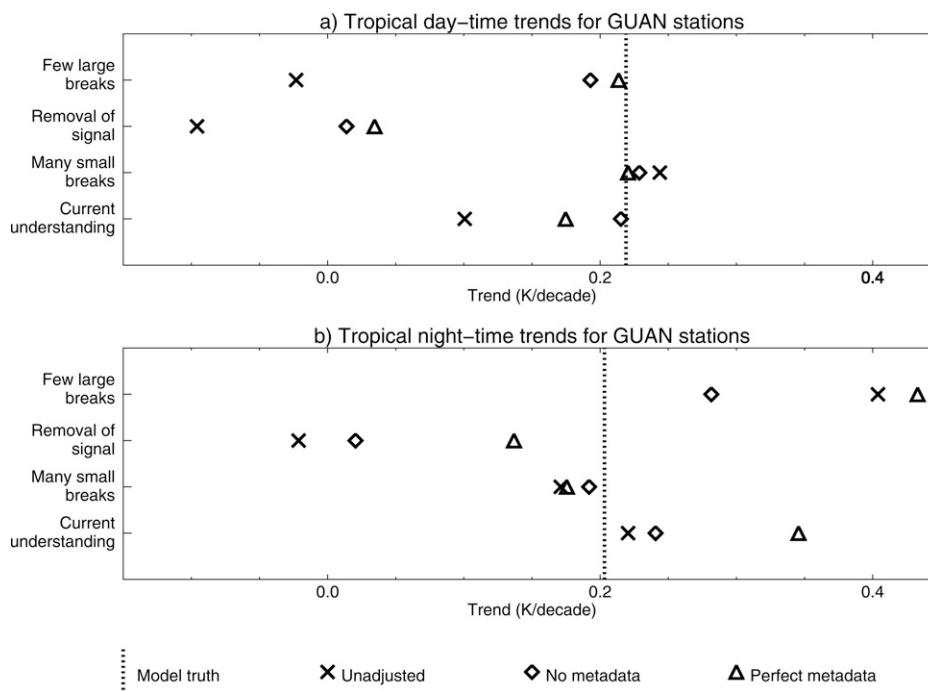 a) Tropical day−time trends for GUAN stations
Few large
breaks
Removal of
signal
Many small
breaks
Current
understanding
0.0
0.2
0.4
Trend (K/decade)
b) Tropical night−time trends for GUAN stations
Few large
breaks
Removal of
signal
Many small
breaks
Current
understanding
0.0
0.2
0.4
Trend (K/decade)
Model truth
Unadjusted
No metadata
Perfect metadata